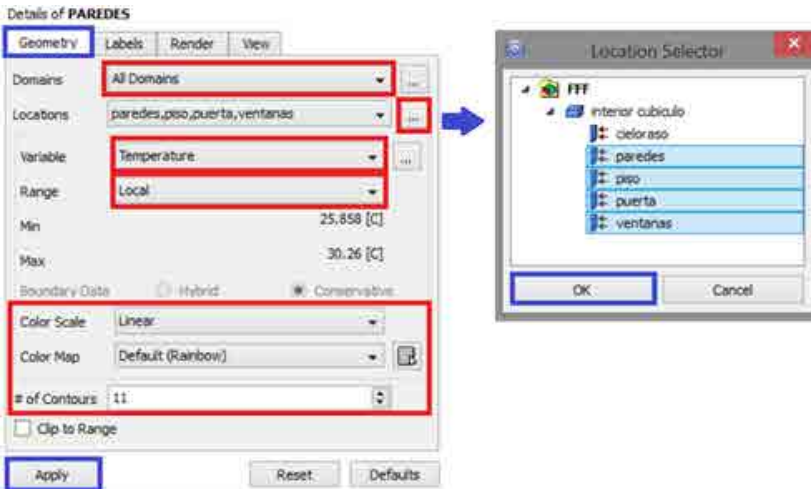 Details of PAREDES
Geometry Labels Render View
Domains All Domains ...
Locations paredes,piso,puerta,ventanas ...
Variable Temperature ...
Range Local
Min 25.858 [C]
Max 30.26 [C]
Boundary Data Hybrid Conservative
Color Scale Linear
Color Map Default (Rainbow)
# of Contours 11
Clip to Range
Apply Reset Defaults
Location Selector
FFF
interior cubiculo
cieloraso
paredes
piso
puerta
ventanas
OK Cancel